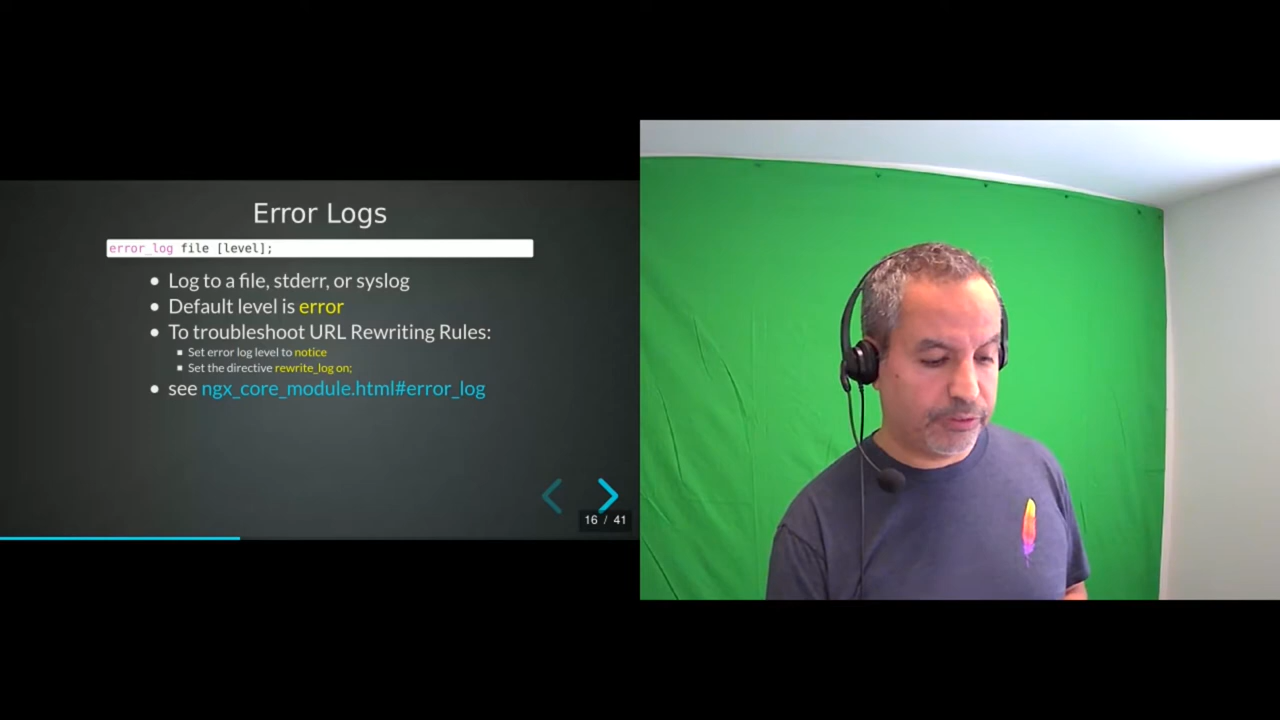 Error Logs
error_log file [level];
Log to a file, stderr, or syslog
Default level is error
To troubleshoot URL Rewriting Rules:
Set error log level to notice
Set the directive rewrite_log on;
see ngx_core_module.html#error_log
16 / 41